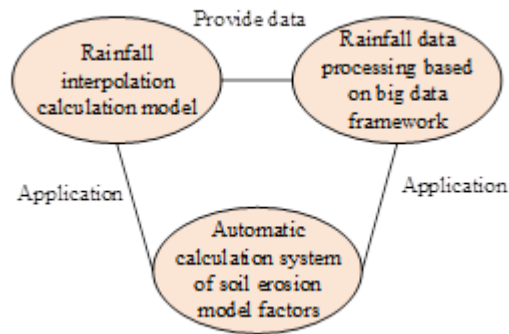 Provide data
Rainfall
interpolation
calculation model
Rainfall data
processing based
on big data
framework
Application
Application
Automatic
calculation system
of soil erosion
model factors